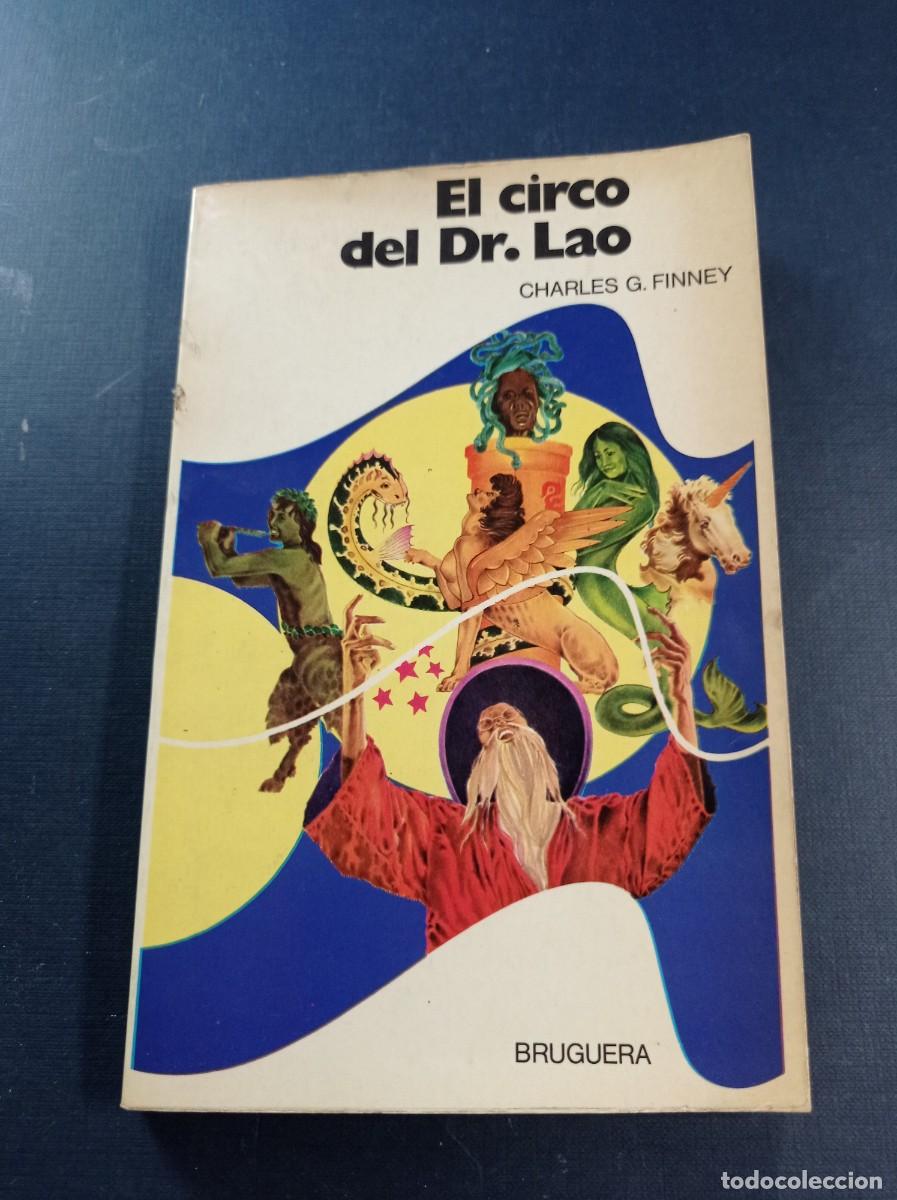 El circo
del Dr. Lao
CHARLES G. FINNEY
BRUGUERA
todocoleccion